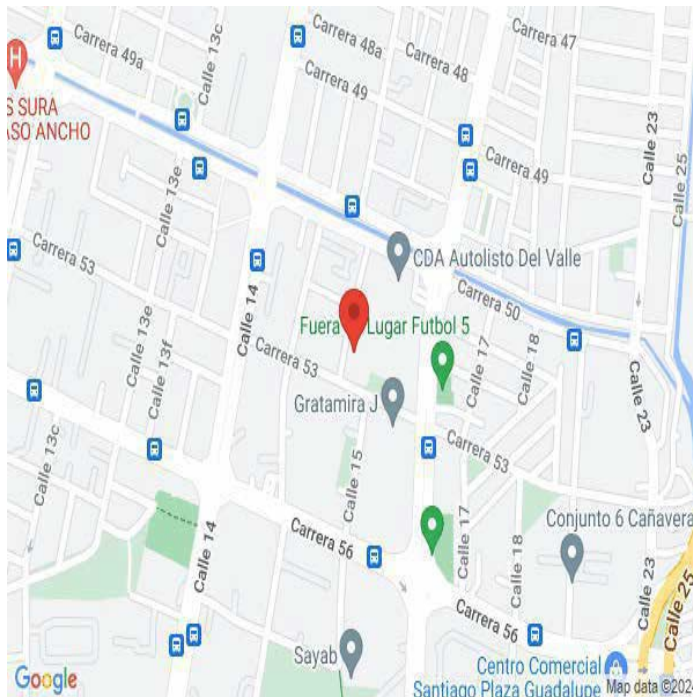 Carrera 49a
Calle 13c
Carrera 48a
Carrera 48
Carrera 47
Carrera 49
H
S SURA
ASO ANCHO
Calle 13e
Carrera 49
Calle 23
Calle 25
Carrera 53
Calle 14
CDA Autolisto Del Valle
Carrera 50
Calle 13e
Calle 13f
Fuera
Lugar Futbol 5
Carrera 53
Calle 17
Calle 18
Gratamira J
Calle 23
Calle 13c
Calle 15
Carrera 53
Carrera 56
Calle 14
Calle 17
Calle 18
Conjunto 6 Cañavera
Calle 23
Calle 25
Carrera 56
Sayab
Centro Comercial
Santiago Plaza Guadalupe
Google
Map data ©202